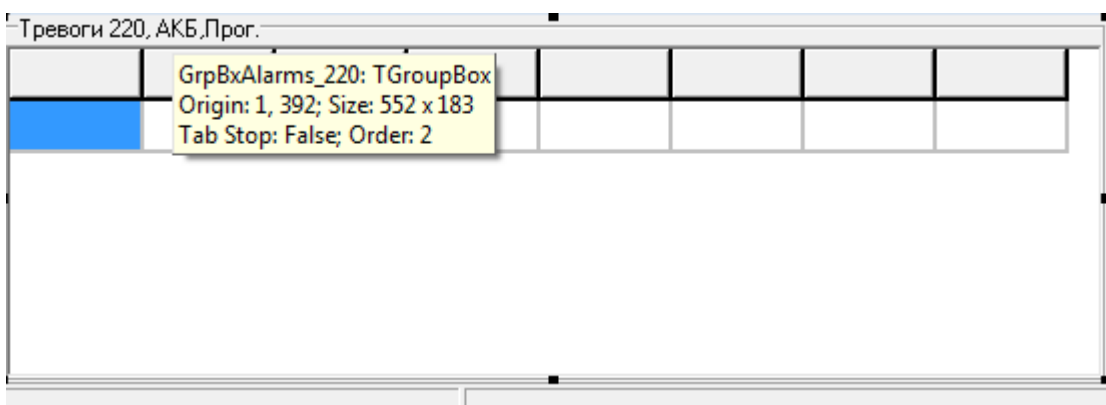 Тревоги 220, АКБ,Прог.
GrpBxAlarms_220: TGroupBox
Origin: 1, 392; Size: 552 x 183
Tab Stop: False; Order: 2